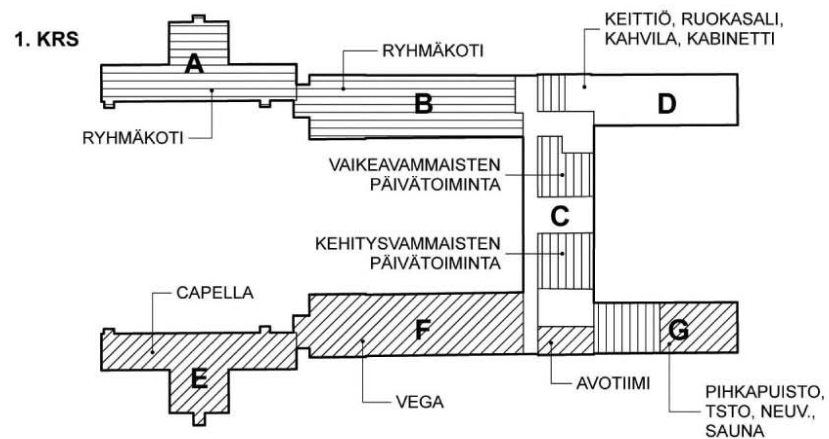 1. KRS
KEITTIÖ, RUOKASALI,
KAHVILA, KABINETTI
RYHMÄKOTI
A
B
D
RYHMÄKOTI
VAIKEAVAMMAISTEN
PÄIVÄTOIMINTA
C
KEHITYSVAMMAISTEN
PÄIVÄTOIMINTA
CAPELLA
F
G
E
AVOTIIMI
VEGA
PIHKAPUISTO,
TSTO, NEUV.,
SAUNA